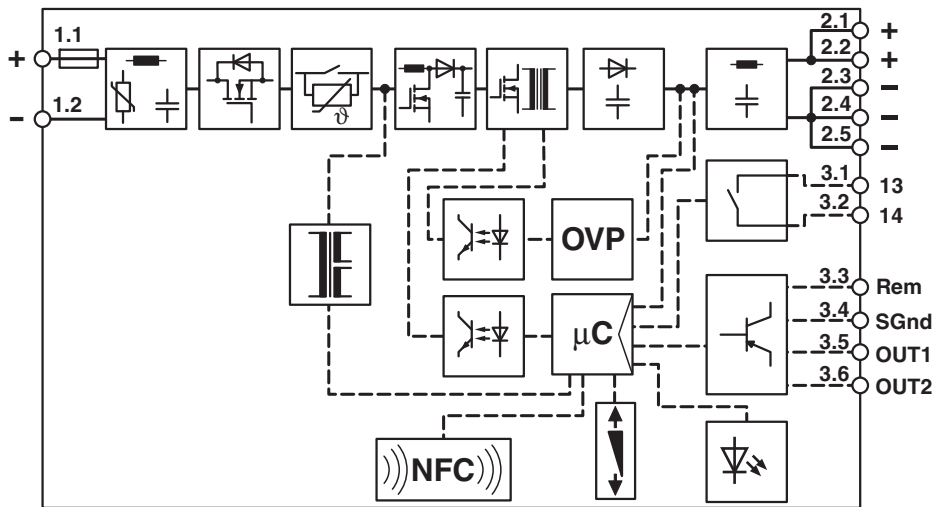 1.1
+
1.2
−
ϑ
2.1
+
2.2
+
2.3
−
2.4
−
2.5
−
3.1
13
3.2
14
OVP
3.3
Rem
3.4
SGnd
µC
3.5
OUT1
3.6
OUT2
NFC